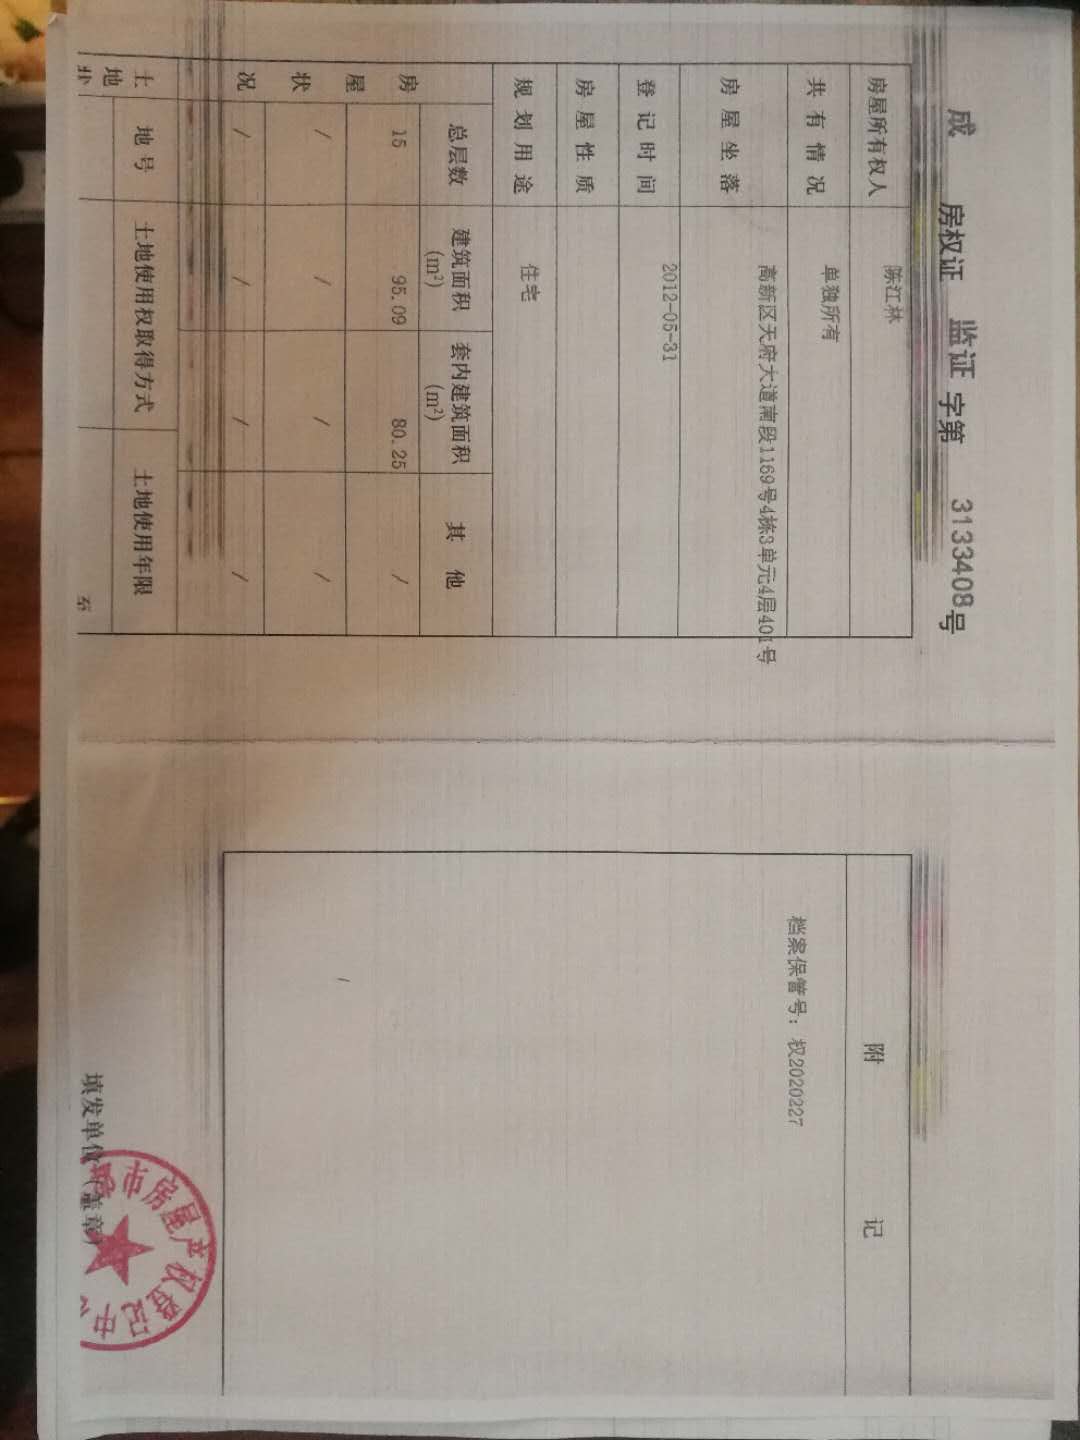 成 房权证 监证 字第 3133408号
房屋所有权人 陈江林
共有情况 单独所有
房屋坐落 高新区天府大道南段1169号4栋3单元4层401号
登记时间 2012-05-31
房屋性质
规划用途 住宅
房屋状况
总层数 建筑面积(m²) 套内建筑面积(m²) 其他
15 95.09 80.25 /
/ / / /
/ / / /
土地
地号 土地使用权取得方式 土地使用年限
至
附记
档案保管号：权2020227
/
填发单位（盖章）
市房屋产权登记中